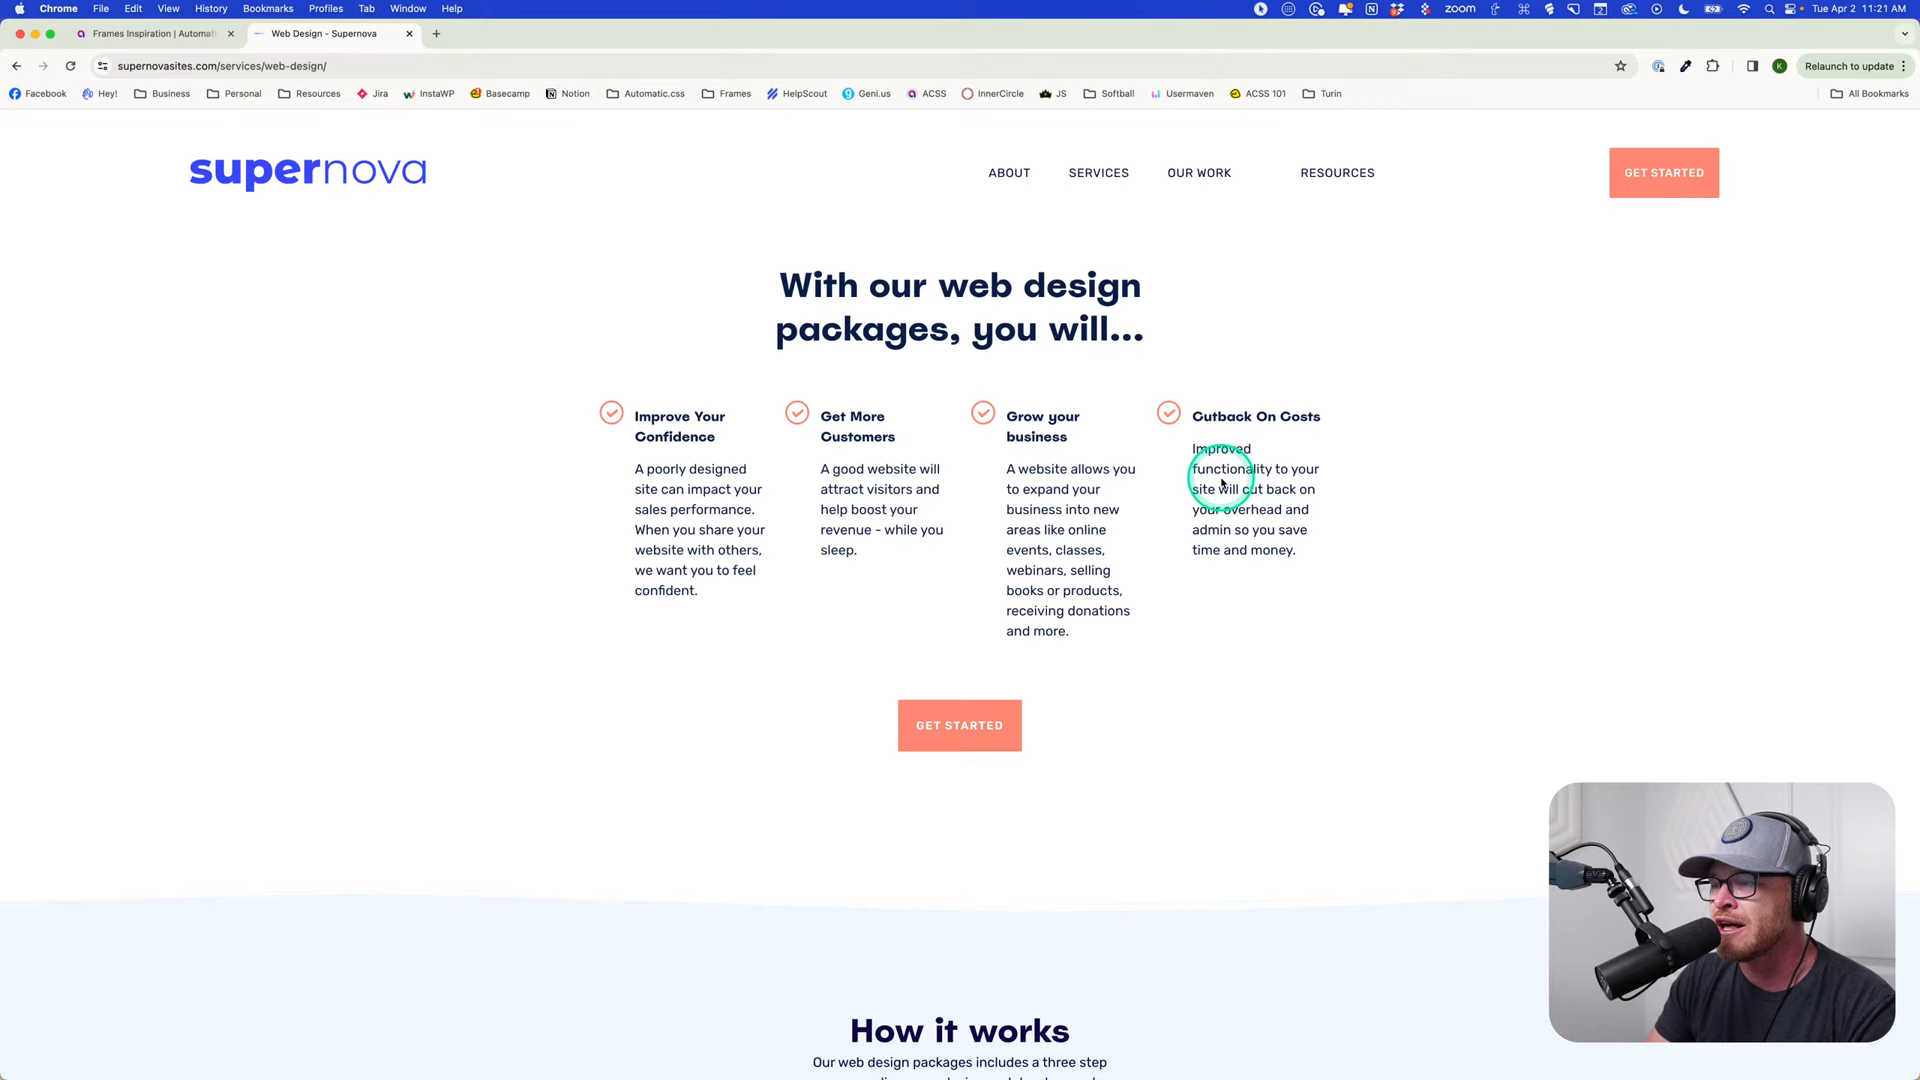 Chrome File Edit View History Bookmarks Profiles Tab Window Help zoom Tue Apr 2 11:21 AM
Frames Inspiration | Automati Web Design - Supernova
supernovasites.com/services/web-design/ Relaunch to update
Facebook Hey! Business Personal Resources Jira InstaWP Basecamp Notion Automatic.css Frames HelpScout Geni.us ACSS InnerCircle JS Softball Usermaven ACSS 101 Turin All Bookmarks
supernova
ABOUT SERVICES OUR WORK RESOURCES GET STARTED
With our web design
packages, you will...
Improve Your
Confidence
A poorly designed
site can impact your
sales performance.
When you share your
website with others,
we want you to feel
confident.
Get More
Customers
A good website will
attract visitors and
help boost your
revenue - while you
sleep.
Grow your
business
A website allows you
to expand your
business into new
areas like online
events, classes,
webinars, selling
books or products,
receiving donations
and more.
Cutback On Costs
Improved
functionality to your
site will cut back on
your overhead and
admin so you save
time and money.
GET STARTED
How it works
Our web design packages includes a three step